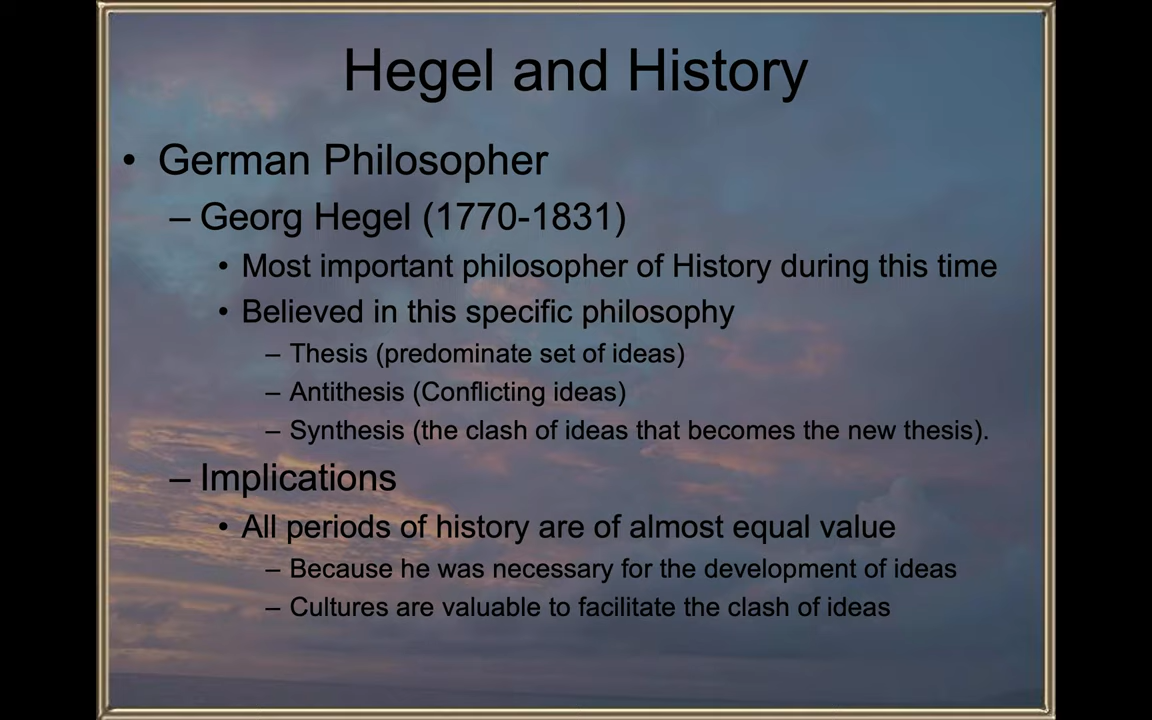 Hegel and History
• German Philosopher
– Georg Hegel (1770-1831)
• Most important philosopher of History during this time
• Believed in this specific philosophy
– Thesis (predominate set of ideas)
– Antithesis (Conflicting ideas)
– Synthesis (the clash of ideas that becomes the new thesis).
– Implications
• All periods of history are of almost equal value
– Because he was necessary for the development of ideas
– Cultures are valuable to facilitate the clash of ideas